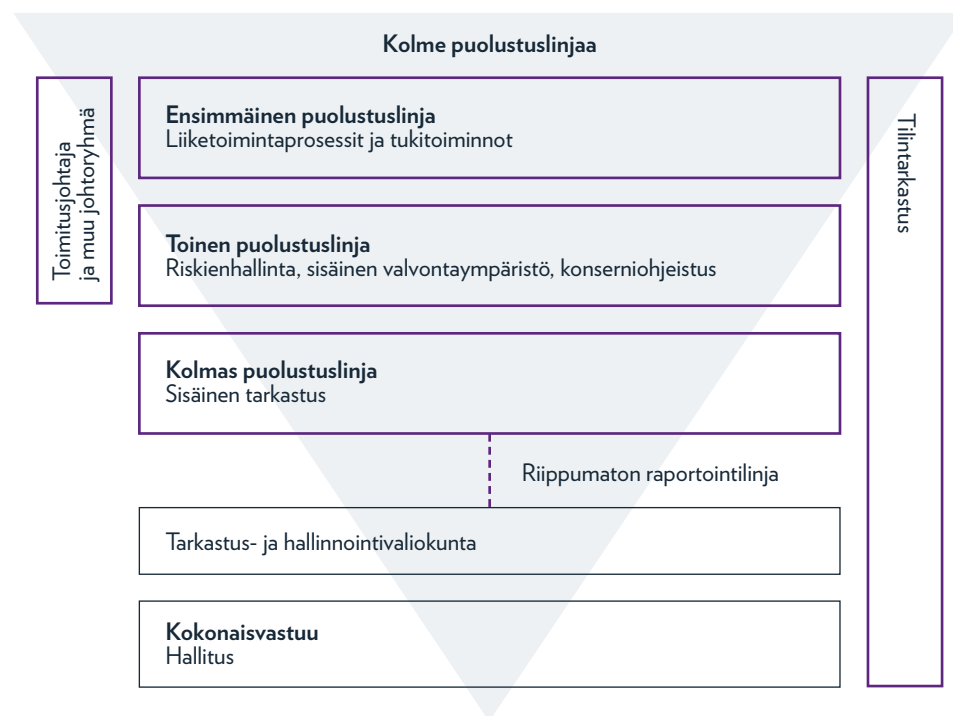 Kolme puolustuslinjaa
Toimitusjohtaja
ja muu johtoryhmä
Ensimmäinen puolustuslinja
Liiketoimintaprosessit ja tukitoiminnot
Toinen puolustuslinja
Riskienhallinta, sisäinen valvontaympäristö, konserniohjeistus
Kolmas puolustuslinja
Sisäinen tarkastus
Riippumaton raportointilinja
Tarkastus- ja hallinnointivaliokunta
Kokonaisvastuu
Hallitus
Tilintarkastus